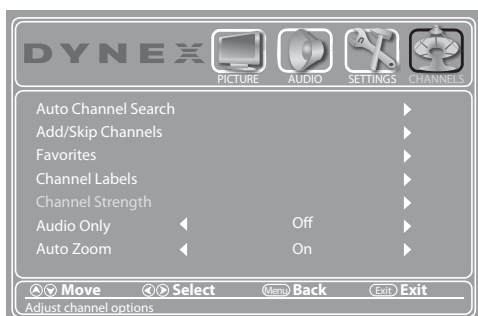 DYNEX
PICTURE AUDIO SETTINGS CHANNELS
Auto Channel Search
Add/Skip Channels
Favorites
Channel Labels
Channel Strength
Audio Only Off
Auto Zoom On
Move Select Menu Back Exit Exit
Adjust channel options